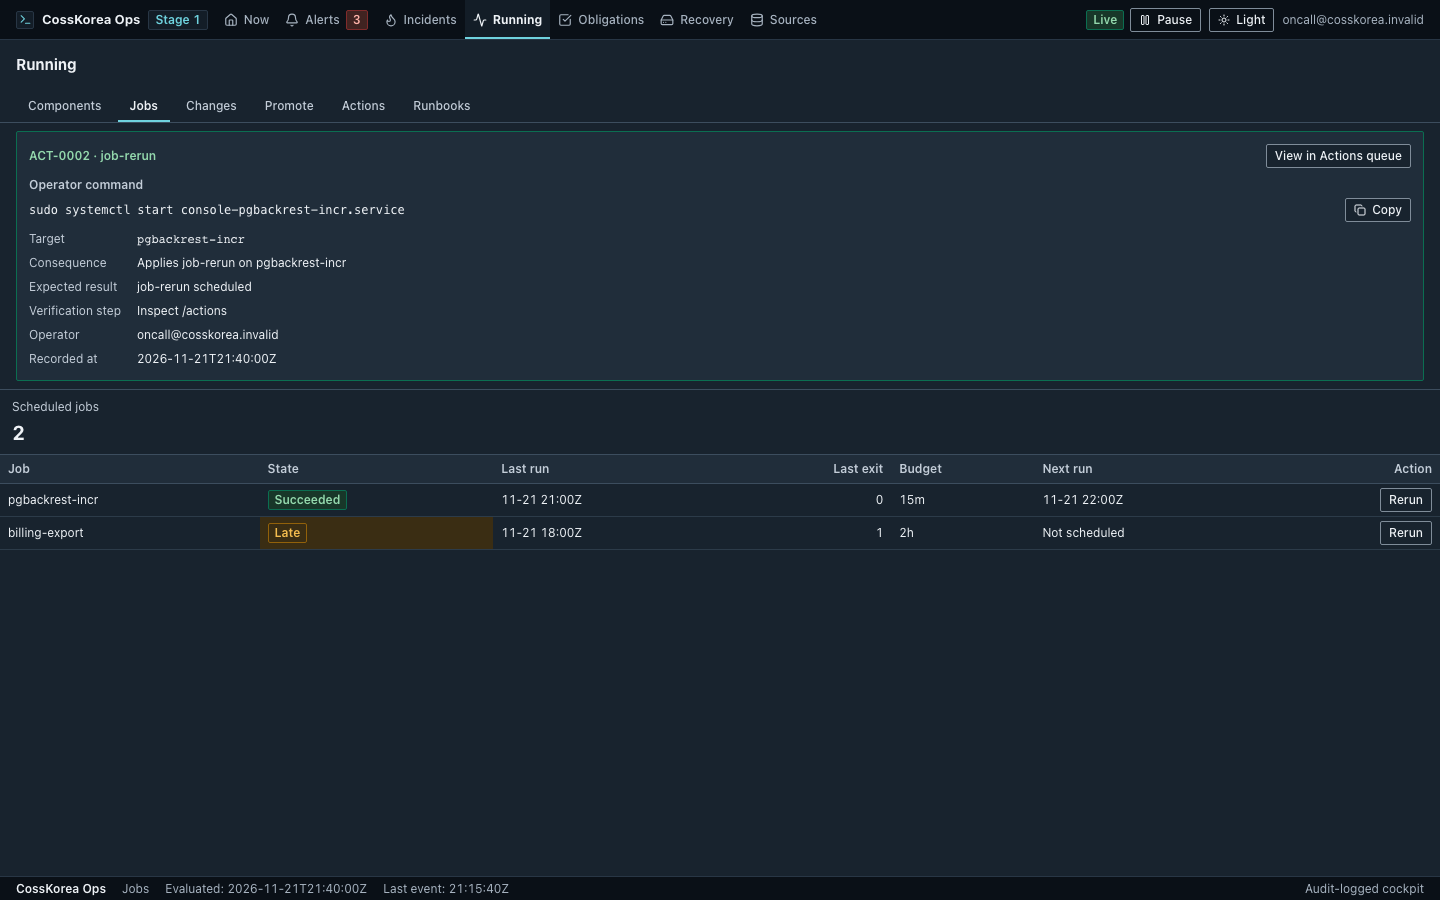 CossKorea Ops Stage 1 Now Alerts 3 Incidents Running Obligations Recovery Sources Live Pause Light oncall@cosskorea.invalid
Running
Components Jobs Changes Promote Actions Runbooks
ACT-0002 · job-rerun View in Actions queue
Operator command
sudo systemctl start console-pgbackrest-incr.service Copy
Target pgbackrest-incr
Consequence Applies job-rerun on pgbackrest-incr
Expected result job-rerun scheduled
Verification step Inspect /actions
Operator oncall@cosskorea.invalid
Recorded at 2026-11-21T21:40:00Z
Scheduled jobs
2
Job State Last run Last exit Budget Next run Action
pgbackrest-incr Succeeded 11-21 21:00Z 0 15m 11-21 22:00Z Rerun
billing-export Late 11-21 18:00Z 1 2h Not scheduled Rerun
CossKorea Ops Jobs Evaluated: 2026-11-21T21:40:00Z Last event: 21:15:40Z Audit-logged cockpit